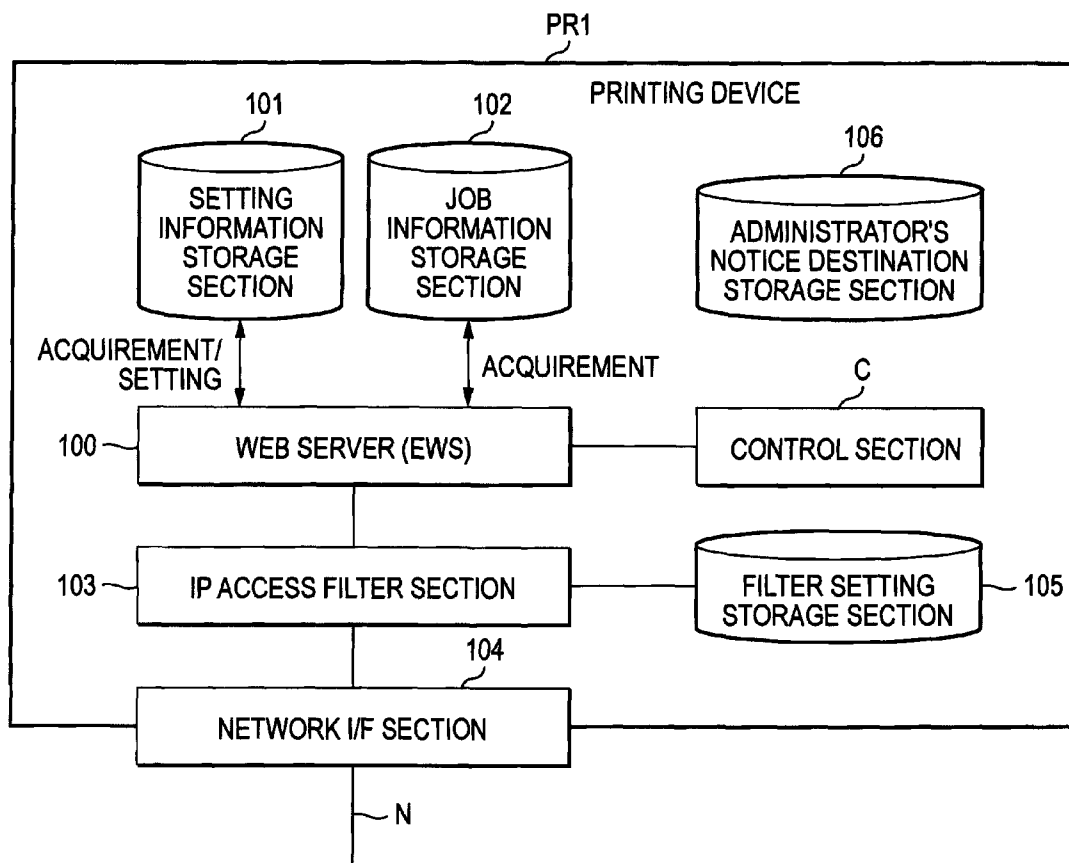 PR1
PRINTING DEVICE
101
102
106
SETTING
INFORMATION
STORAGE
SECTION
JOB
INFORMATION
STORAGE
SECTION
ADMINISTRATOR'S
NOTICE DESTINATION
STORAGE SECTION
ACQUIREMENT/
SETTING
ACQUIREMENT
C
100
WEB SERVER (EWS)
CONTROL SECTION
103
IP ACCESS FILTER SECTION
FILTER SETTING
STORAGE SECTION
105
104
NETWORK I/F SECTION
N